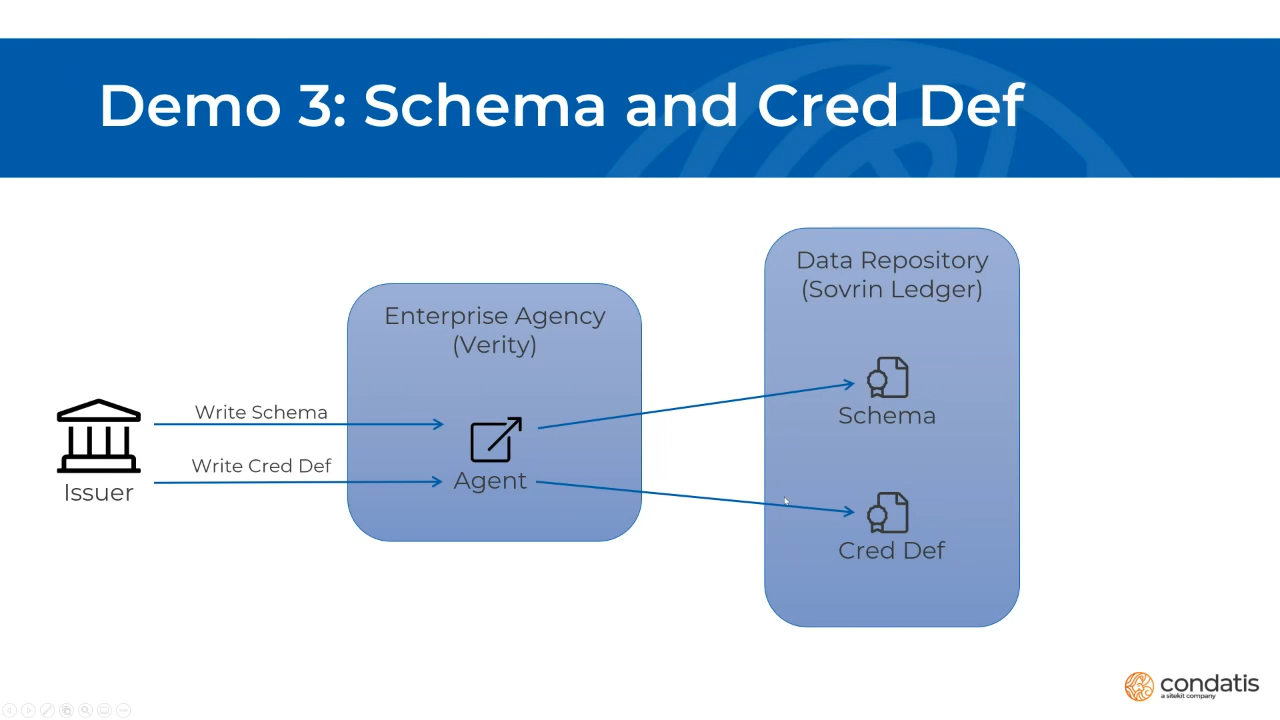 Demo 3: Schema and Cred Def
Data Repository
(Sovrin Ledger)
Enterprise Agency
(Verity)
Write Schema
Schema
Write Cred Def
Issuer
Agent
Cred Def
condatis
a sitekit company